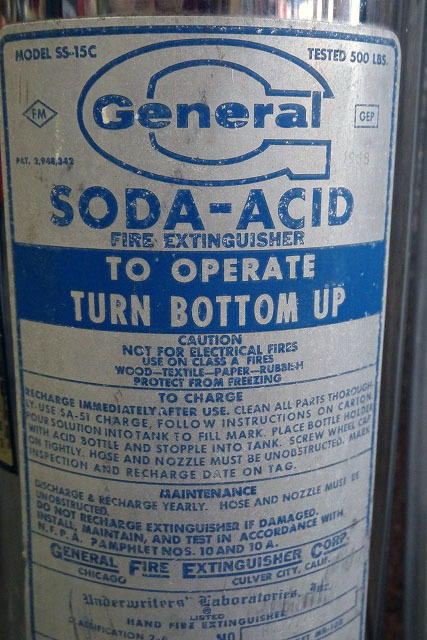 MODEL SS-15C
TESTED 500 LBS.
General
FM
GEP
PAT. 2,948,342
SODA-ACID
FIRE EXTINGUISHER
TO OPERATE
TURN BOTTOM UP
CAUTION
NOT FOR ELECTRICAL FIRES
USE ON CLASS A FIRES
WOOD-TEXTILE-PAPER-RUBBISH
PROTECT FROM FREEZING
TO CHARGE
RECHARGE IMMEDIATELY AFTER USE. CLEAN ALL PARTS THOROUGH-
LY. USE SA-51 CHARGE, FOLLOW INSTRUCTIONS ON CARTON.
POUR SOLUTION INTO TANK TO FILL MARK. PLACE BOTTLE HOLDER
WITH ACID BOTTLE AND STOPPLE INTO TANK. SCREW WHEEL CAP
ON TIGHTLY. HOSE AND NOZZLE MUST BE UNOBSTRUCTED. MARK
INSPECTION AND RECHARGE DATE ON TAG.
MAINTENANCE
DISCHARGE & RECHARGE YEARLY. HOSE AND NOZZLE MUST BE
UNOBSTRUCTED.
DO NOT RECHARGE EXTINGUISHER IF DAMAGED.
INSTALL, MAINTAIN, AND TEST IN ACCORDANCE WITH
N.F.P.A. PAMPHLET NOS. 10 AND 10 A.
GENERAL FIRE EXTINGUISHER CORP.
CHICAGO
CULVER CITY, CALIF.
Underwriters' Laboratories, Inc.
LISTED
HAND FIRE EXTINGUISHER
CLASSIFICATION
NO